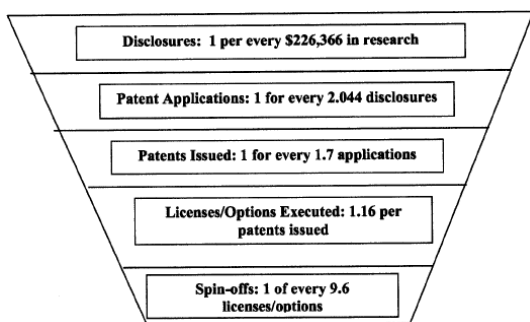 Disclosures: 1 per every $226,366 in research
Patent Applications: 1 for every 2.044 disclosures
Patents Issued: 1 for every 1.7 applications
Licenses/Options Executed: 1.16 per
patents issued
Spin-offs: 1 of every 9.6
licenses/options